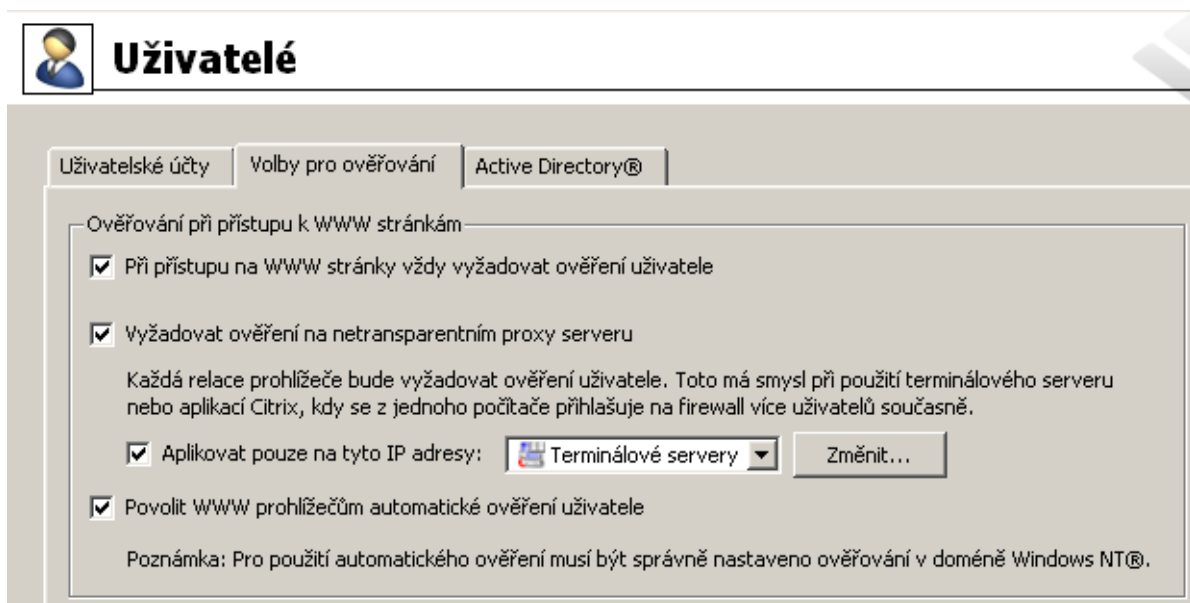 Uživatelé
Uživatelské účty
Volby pro ověřování
Active Directory®
Ověřování při přístupu k WWW stránkám
Při přístupu na WWW stránky vždy vyžadovat ověření uživatele
Vyžadovat ověření na netransparentním proxy serveru
Každá relace prohlížeče bude vyžadovat ověření uživatele. Toto má smysl při použití terminálového serveru
nebo aplikací Citrix, kdy se z jednoho počítače přihlašuje na firewall více uživatelů současně.
Aplikovat pouze na tyto IP adresy: Terminálové servery Změnit...
Povolit WWW prohlížečům automatické ověření uživatele
Poznámka: Pro použití automatického ověření musí být správně nastaveno ověřování v doméně Windows NT®.